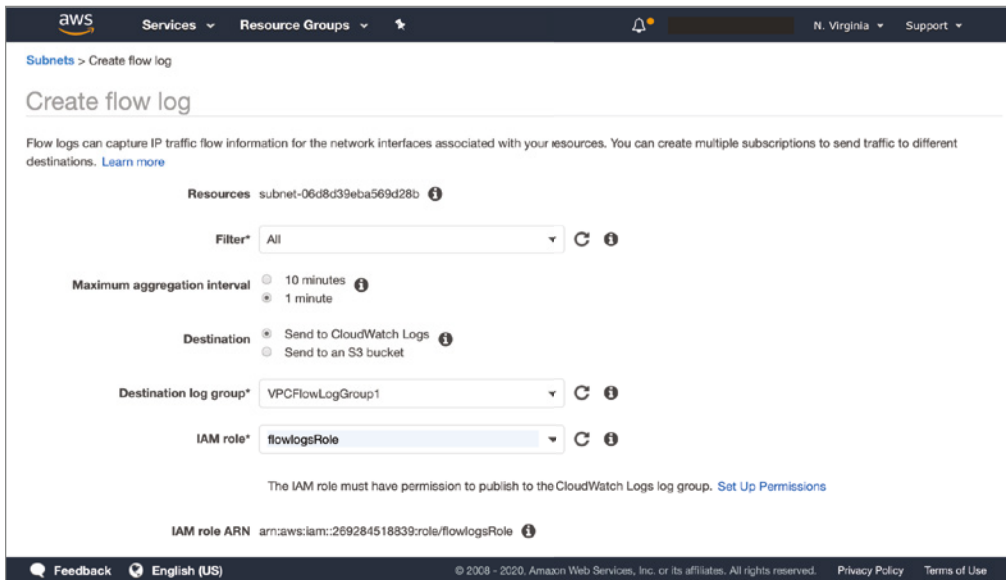 aws Services Resource Groups N. Virginia Support
Subnets > Create flow log
Create flow log
Flow logs can capture IP traffic flow information for the network interfaces associated with your resources. You can create multiple subscriptions to send traffic to different
destinations. Learn more
Resources subnet-06d8d39eba569d28b
Filter* All
Maximum aggregation interval 10 minutes
1 minute
Destination Send to CloudWatch Logs
Send to an S3 bucket
Destination log group* VPCFlowLogGroup1
IAM role* flowlogsRole
The IAM role must have permission to publish to the CloudWatch Logs log group. Set Up Permissions
IAM role ARN arn:aws:iam::269284518839:role/flowlogsRole
Feedback English (US) © 2008 - 2020, Amazon Web Services, Inc. or its affiliates. All rights reserved. Privacy Policy Terms of Use